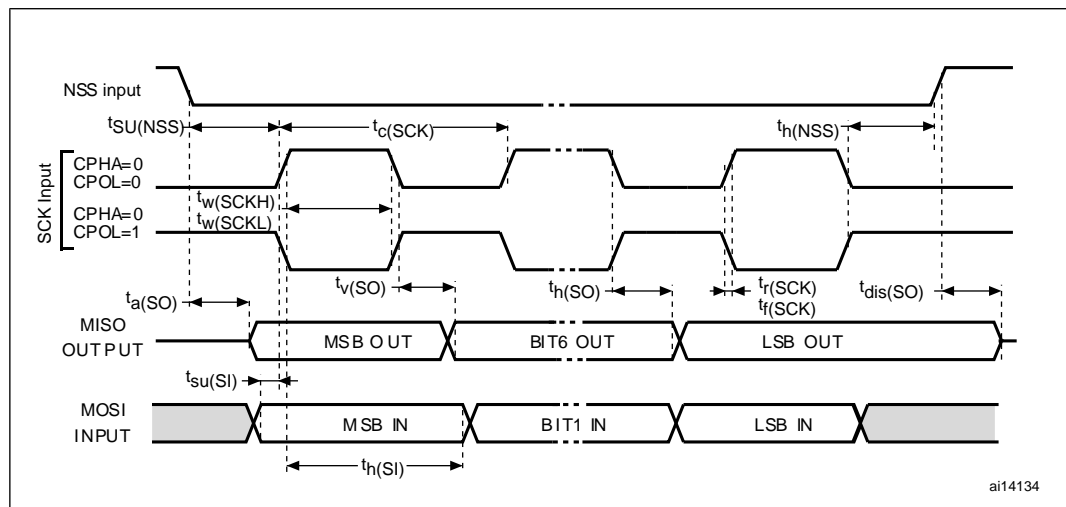 NSS input
tSU(NSS)
tc(SCK)
th(NSS)
SCK Input
CPHA=0
CPOL=0
tw(SCKH)
CPHA=0
tw(SCKL)
CPOL=1
ta(SO)
tv(SO)
th(SO)
tr(SCK)
tf(SCK)
tdis(SO)
MISO
OUTPUT
MSB OUT
BIT6 OUT
LSB OUT
tsu(SI)
MOSI
INPUT
MSB IN
BIT1 IN
LSB IN
th(SI)
ai14134